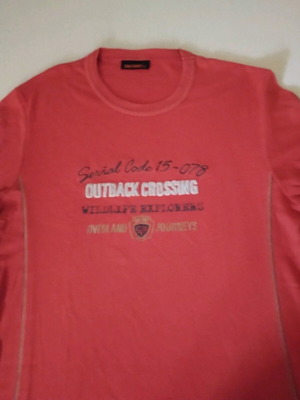 Serial Code 15-078
OUTBACK CROSSING
WILDLIFE EXPLORERS
OVERLAND JOURNEYS